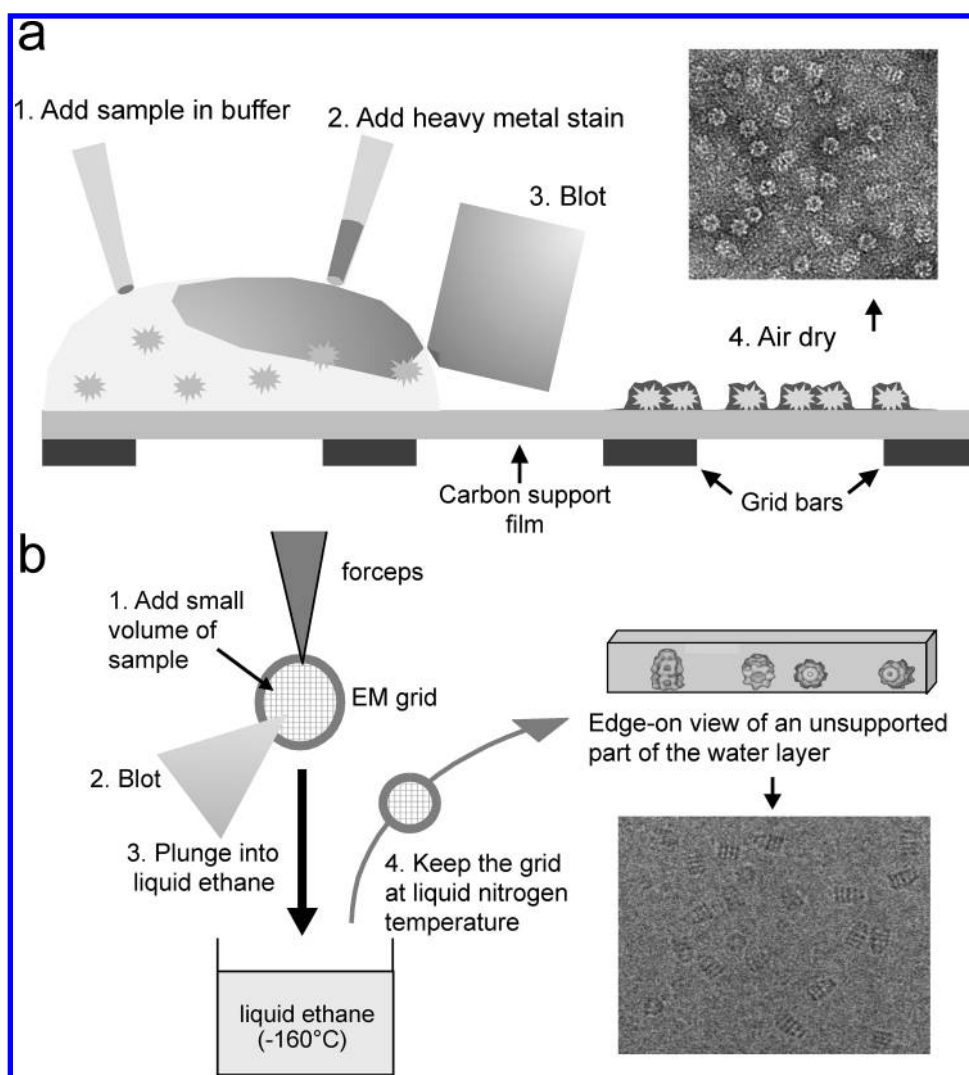 a
1. Add sample in buffer
2. Add heavy metal stain
3. Blot
4. Air dry
Carbon support
film
Grid bars
b
forceps
1. Add small
volume of
sample
EM grid
2. Blot
3. Plunge into
liquid ethane
4. Keep the grid
at liquid nitrogen
temperature
liquid ethane
(-160°C)
Edge-on view of an unsupported
part of the water layer